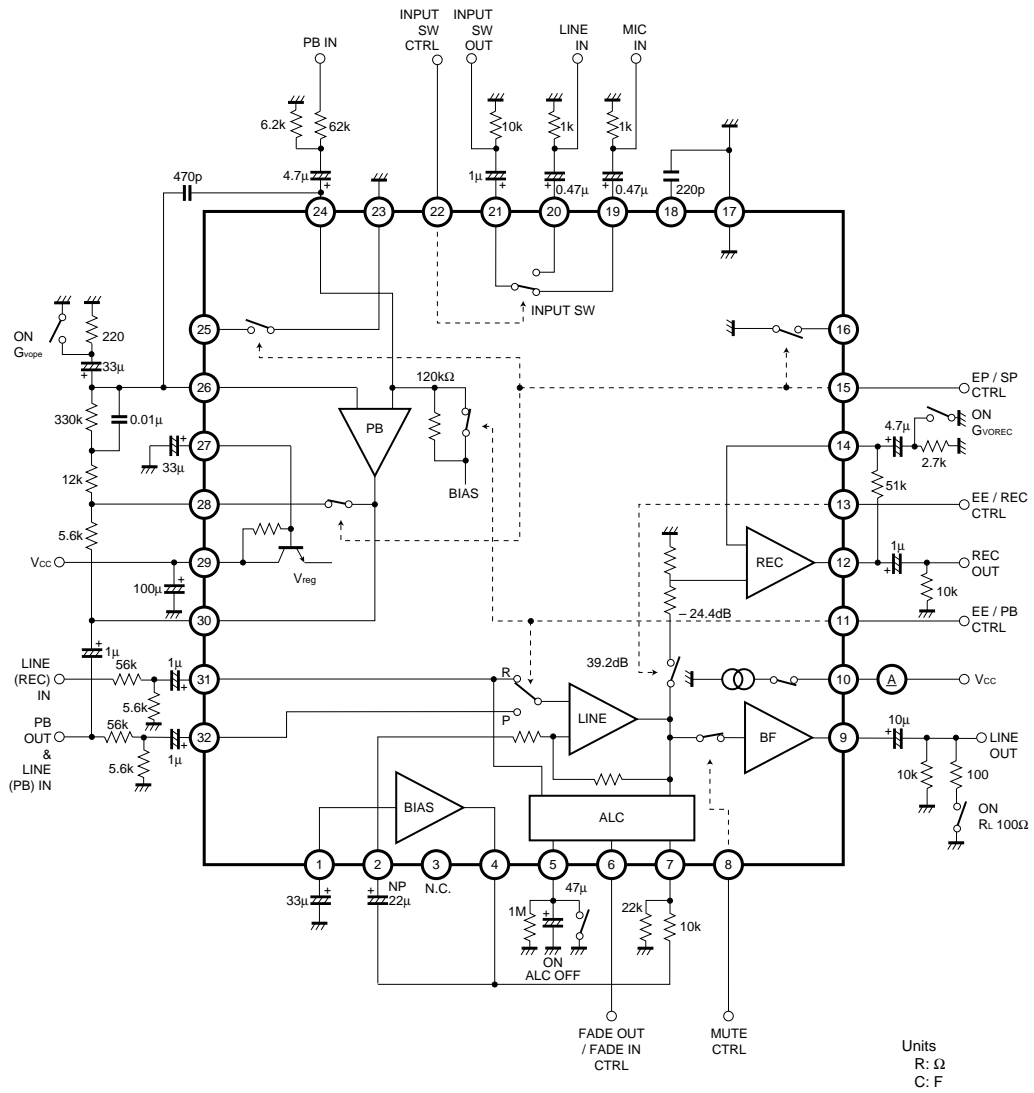 INPUT
SW
CTRL
INPUT
SW
OUT
PB IN
LINE
IN
MIC
IN
6.2k
62k
10k
1k
1k
470p
4.7μ
+
1μ
+
0.47μ
+
0.47μ
+
220p
24
23
22
21
20
19
18
17
INPUT SW
ON
Gvope
220
33μ
+
25
16
26
120kΩ
15
EP / SP
CTRL
330k
0.01μ
PB
4.7μ
+
ON
GVOREC
27
33μ
+
14
2.7k
12k
BIAS
51k
28
13
EE / REC
CTRL
5.6k
1μ
+
VCC
29
Vreg
REC
12
REC
OUT
100μ
+
10k
–24.4dB
30
11
EE / PB
CTRL
+
1μ
LINE
(REC)
IN
56k
1μ
+
31
R
39.2dB
10
A
VCC
5.6k
PB
OUT
&
LINE
(PB) IN
56k
1μ
+
32
P
LINE
BF
9
10μ
+
LINE
OUT
5.6k
10k
100
BIAS
ALC
ON
RL 100Ω
1
2
3
4
5
6
7
8
33μ
+
+
NP
22μ
N.C.
47μ
1M
+
22k
10k
ON
ALC OFF
FADE OUT
/ FADE IN
CTRL
MUTE
CTRL
Units
R: Ω
C: F